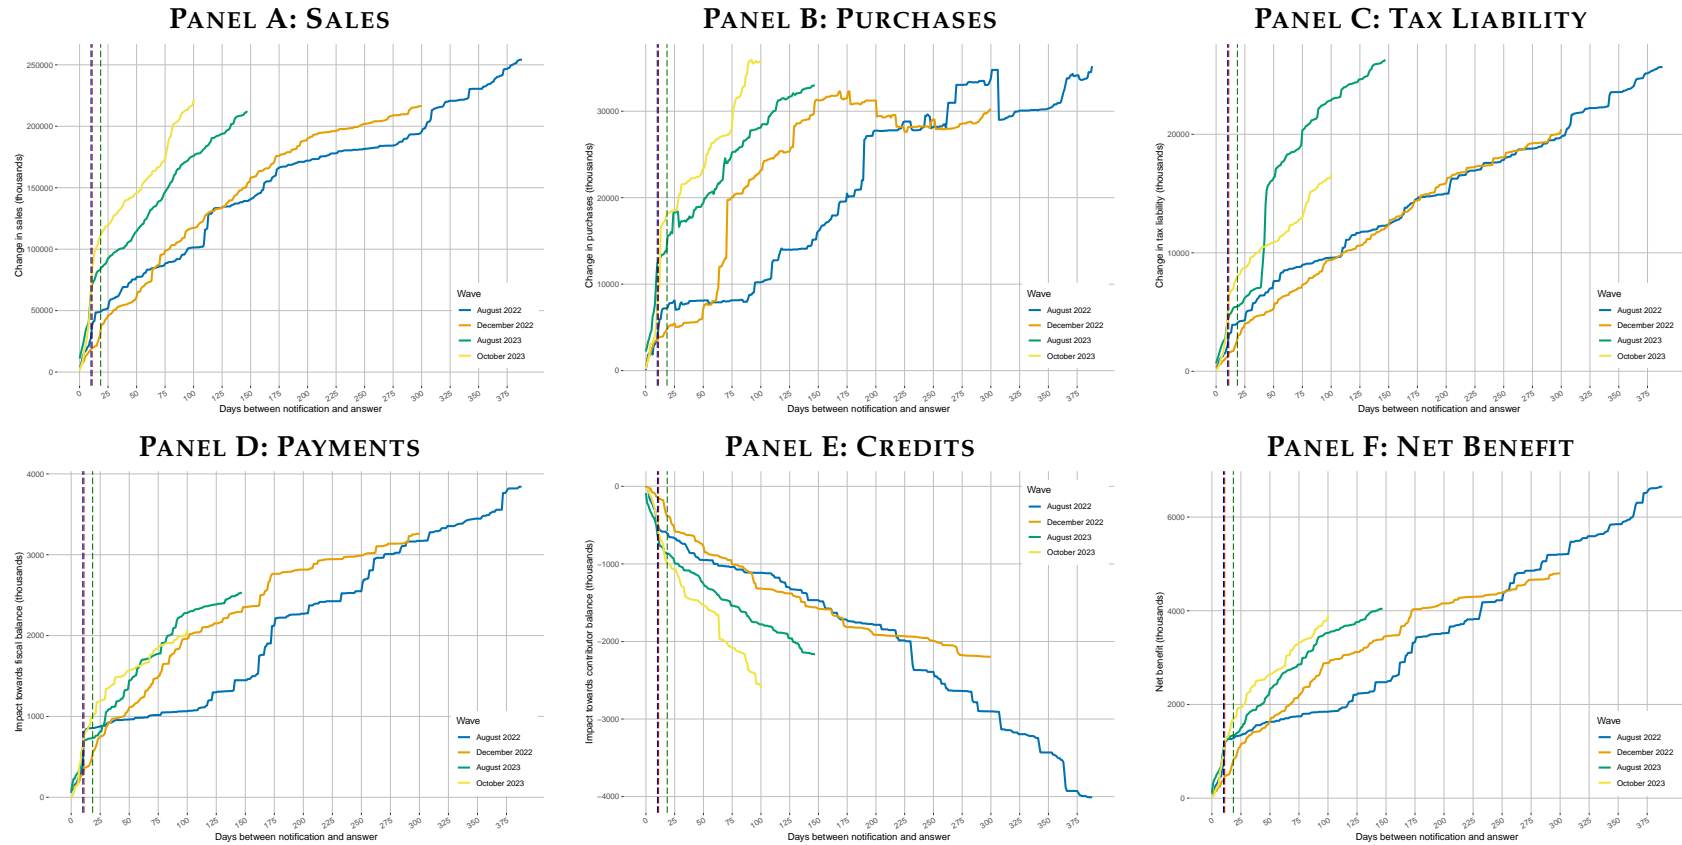 PANEL A: SALES
Change in sales (thousands)
250000
200000
150000
100000
50000
0
0 25 50 75 100 125 150 175 200 225 250 275 300 325 350 375
Days between notification and answer
Wave
August 2022
December 2022
August 2023
October 2023
PANEL B: PURCHASES
Change in purchases (thousands)
30000
20000
10000
0
0 25 50 75 100 125 150 175 200 225 250 275 300 325 350 375
Days between notification and answer
Wave
August 2022
December 2022
August 2023
October 2023
PANEL C: TAX LIABILITY
Change in tax liability (thousands)
20000
10000
0
0 25 50 75 100 125 150 175 200 225 250 275 300 325 350 375
Days between notification and answer
Wave
August 2022
December 2022
August 2023
October 2023
PANEL D: PAYMENTS
Impact towards fiscal balance (thousands)
4000
3000
2000
1000
0
0 25 50 75 100 125 150 175 200 225 250 275 300 325 350 375
Days between notification and answer
Wave
August 2022
December 2022
August 2023
October 2023
PANEL E: CREDITS
Impact towards contributor balance (thousands)
0
−1000
−2000
−3000
−4000
0 25 50 75 100 125 150 175 200 225 250 275 300 325 350 375
Days between notification and answer
Wave
August 2022
December 2022
August 2023
October 2023
PANEL F: NET BENEFIT
Net benefit (thousands)
6000
4000
2000
0
0 25 50 75 100 125 150 175 200 225 250 275 300 325 350 375
Days between notification and answer
Wave
August 2022
December 2022
August 2023
October 2023